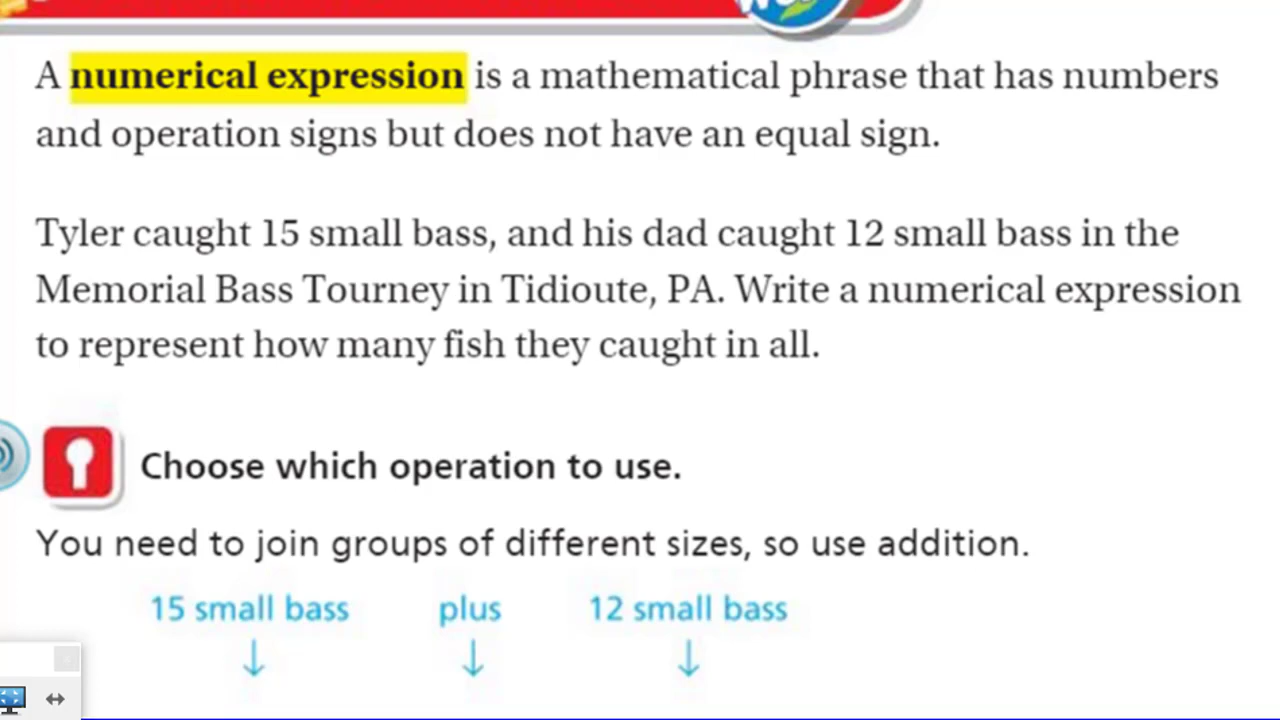 A numerical expression is a mathematical phrase that has numbers
and operation signs but does not have an equal sign.
Tyler caught 15 small bass, and his dad caught 12 small bass in the
Memorial Bass Tourney in Tidioute, PA. Write a numerical expression
to represent how many fish they caught in all.
Choose which operation to use.
You need to join groups of different sizes, so use addition.
15 small bass plus 12 small bass
↓ ↓ ↓